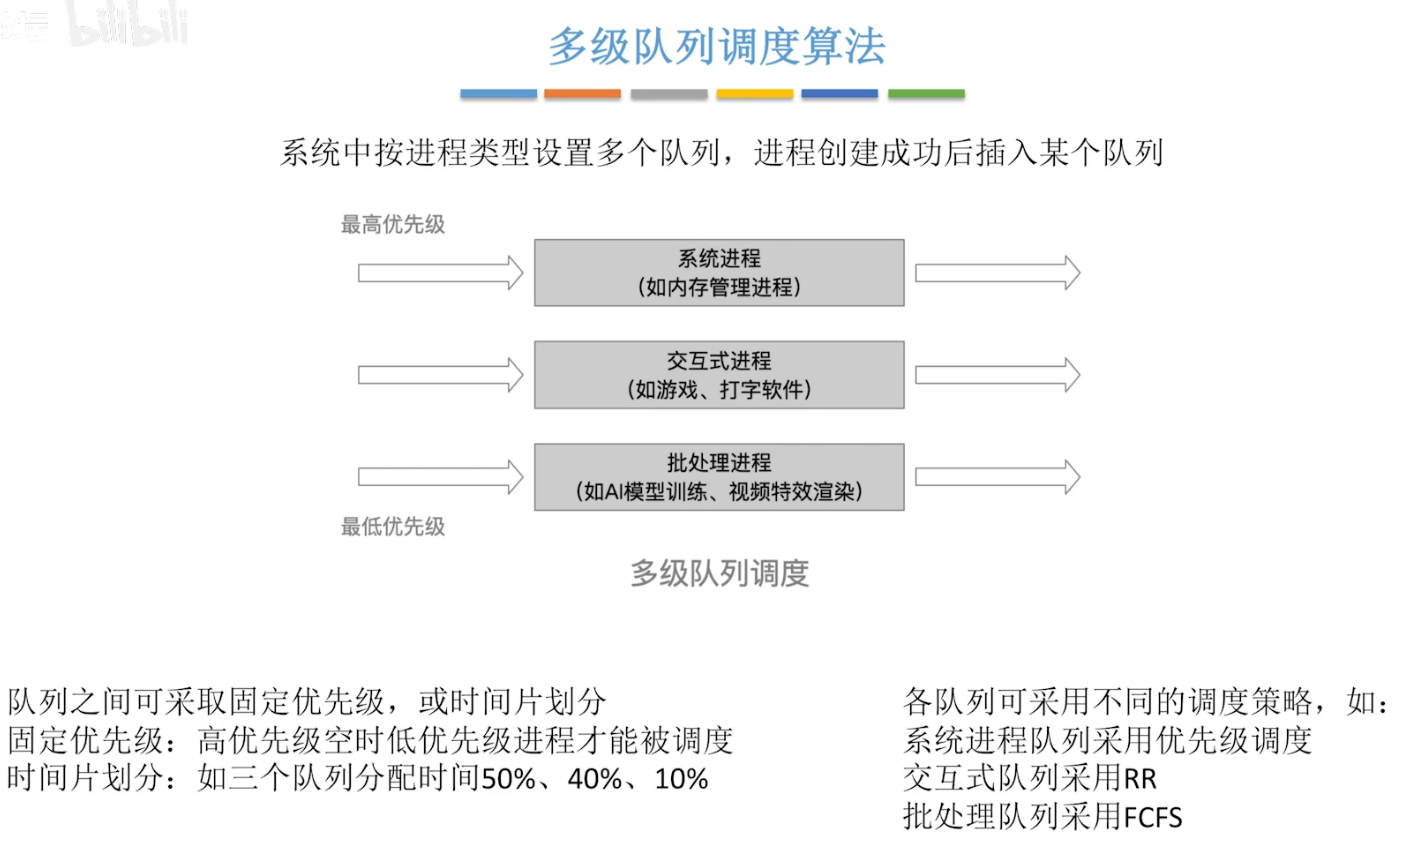 bilibili
多级队列调度算法
系统中按进程类型设置多个队列，进程创建成功后插入某个队列
最高优先级
系统进程
（如内存管理进程）
交互式进程
（如游戏、打字软件）
批处理进程
（如AI模型训练、视频特效渲染）
最低优先级
多级队列调度
队列之间可采取固定优先级，或时间片划分
固定优先级：高优先级空时低优先级进程才能被调度
时间片划分：如三个队列分配时间50%、40%、10%
各队列可采用不同的调度策略，如：
系统进程队列采用优先级调度
交互式队列采用RR
批处理队列采用FCFS